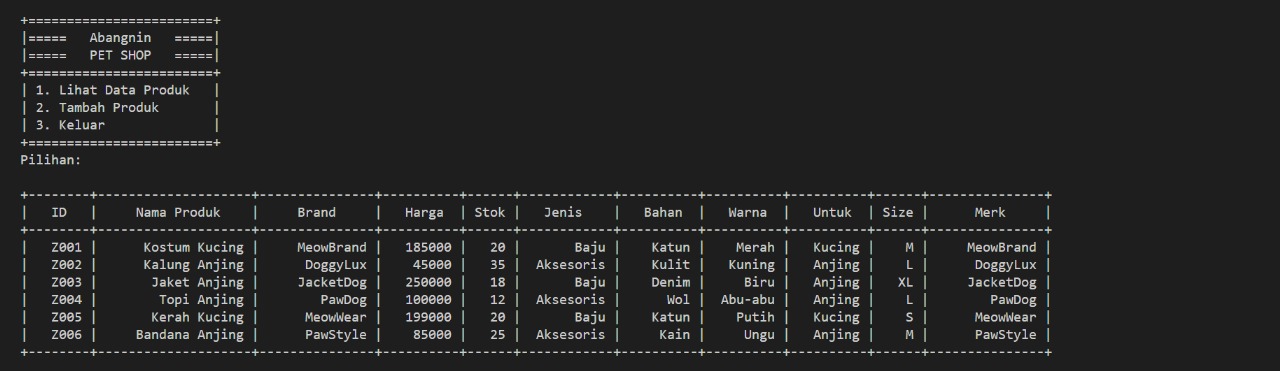 +========================+
|=====   Abangnin   =====|
|=====   PET SHOP   =====|
+========================+
| 1. Lihat Data Produk   |
| 2. Tambah Produk       |
| 3. Keluar              |
+========================+
Pilihan:
+--------+--------------------+---------------+----------+------+------------+----------+----------+----------+------+---------------+
|   ID   |     Nama Produk    |     Brand     |   Harga  | Stok |   Jenis    |   Bahan  |   Warna  |   Untuk  | Size |      Merk     |
+--------+--------------------+---------------+----------+------+------------+----------+----------+----------+------+---------------+
|   Z001 |      Kostum Kucing |     MeowBrand |   185000 |   20 |       Baju |    Katun |    Merah |   Kucing |    M |     MeowBrand |
|   Z002 |      Kalung Anjing |      DoggyLux |    45000 |   35 |  Aksesoris |    Kulit |   Kuning |   Anjing |    L |      DoggyLux |
|   Z003 |       Jaket Anjing |     JacketDog |   250000 |   18 |       Baju |    Denim |     Biru |   Anjing |   XL |     JacketDog |
|   Z004 |        Topi Anjing |        PawDog |   100000 |   12 |  Aksesoris |      Wol | Abu-abu |   Anjing |    L |        PawDog |
|   Z005 |       Kerah Kucing |      MeowWear |   199000 |   20 |       Baju |    Katun |    Putih |   Kucing |    S |      MeowWear |
|   Z006 |     Bandana Anjing |      PawStyle |    85000 |   25 |  Aksesoris |     Kain |     Ungu |   Anjing |    M |      PawStyle |
+--------+--------------------+---------------+----------+------+------------+----------+----------+----------+------+---------------+